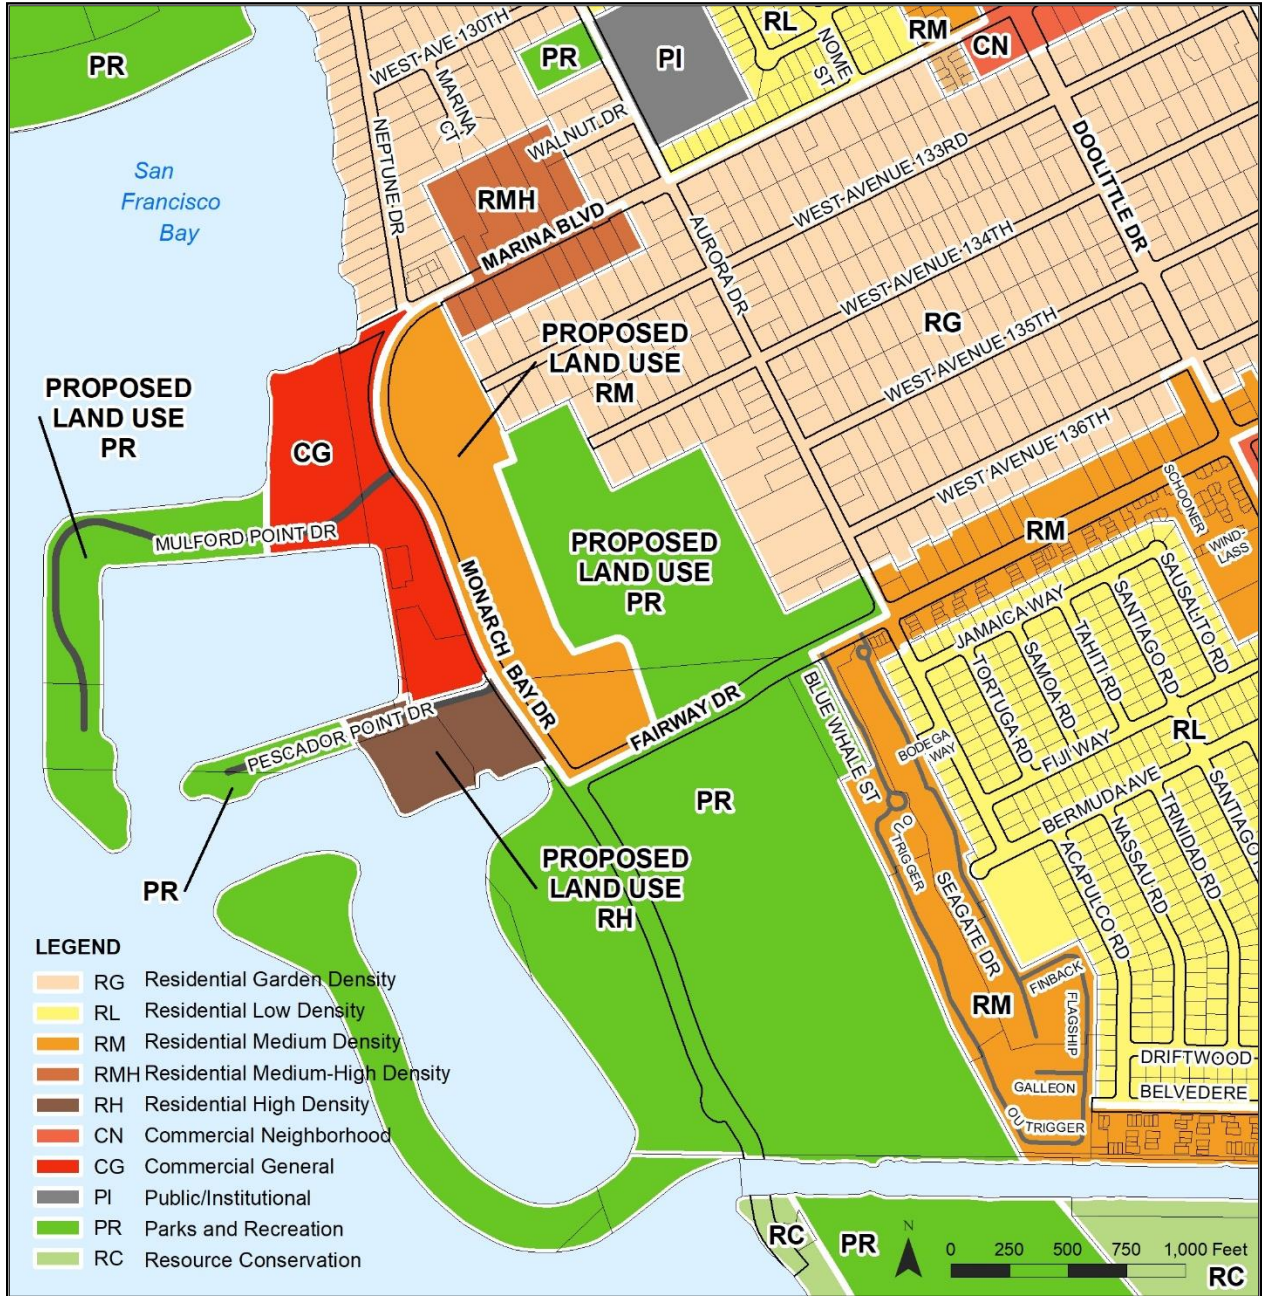 PR
WEST AVE 130TH
PR
PI
RL
RM
CN
NOME
ST
MARINA
CT
WALNUT DR
NEPTUNE DR
San
Francisco
Bay
RMH
MARINA BLVD
WEST AVENUE 133RD
DOOLITTLE DR
AURORA DR
WEST AVENUE 134TH
RG
WEST AVENUE 135TH
PROPOSED
LAND USE
RM
PROPOSED
LAND USE
PR
CG
WEST AVENUE 136TH
SCHOONER
WIND-
LASS
RM
MULFORD POINT DR
PROPOSED
LAND USE
PR
MONARCH BAY DR
JAMAICA WAY
SAUSALITO RD
SANTIAGO RD
TAHITI RD
SAMOA RD
TORTUGA RD
FIJI WAY
RL
FAIRWAY DR
BLUE WHALE ST
BODEGA
WAY
PESCADOR POINT DR
PR
PR
BERMUDA AVE
SANTIAGO
TRINIDAD RD
NASSAU RD
ACAPULCO RD
OUTRIGGER
SEAGATE DR
PROPOSED
LAND USE
RH
FINBACK
FLAGSHIP
RM
DRIFTWOOD
GALLEON
BELVEDERE
OUTRIGGER
LEGEND
RG Residential Garden Density
RL Residential Low Density
RM Residential Medium Density
RMH Residential Medium-High Density
RH Residential High Density
CN Commercial Neighborhood
CG Commercial General
PI Public/Institutional
PR Parks and Recreation
RC Resource Conservation
RC
PR
N
0 250 500 750 1,000 Feet
RC